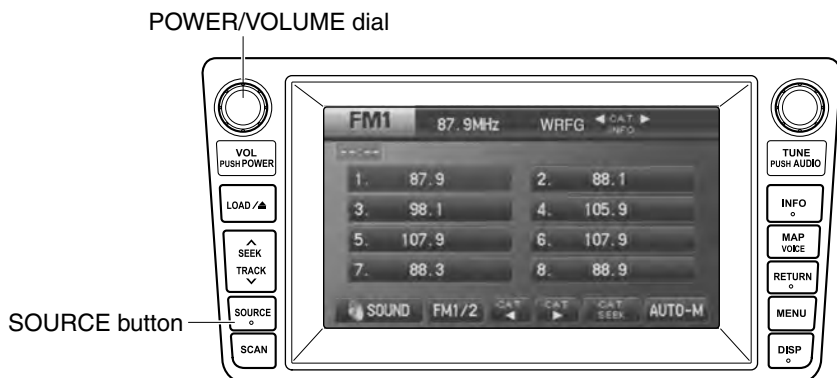 POWER/VOLUME dial
VOL
PUSH POWER
LOAD/⏏
SEEK
TRACK
SOURCE
SCAN
SOURCE button
FM1 87.9MHz WRFG ◀ CAT ▶
INFO
--:--
1. 87.9 2. 88.1
3. 98.1 4. 105.9
5. 107.9 6. 107.9
7. 88.3 8. 88.9
SOUND FM1/2 CAT ◀ CAT ▶ CAT SEEK AUTO-M
TUNE
PUSH AUDIO
INFO
MAP
VOICE
RETURN
MENU
DISP